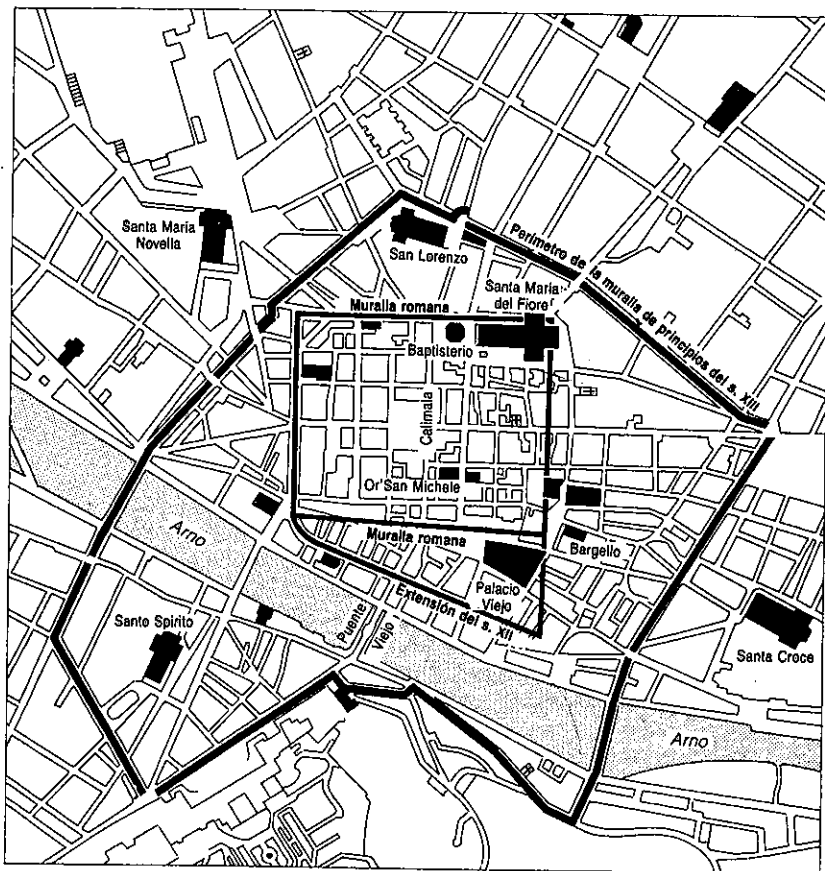 Santa Maria
Novella
San Lorenzo
Perímetro de la muralla de principios del s. XIII
Santa Maria
del Fiore
Muralla romana
Baptisterio
Calimala
Or'San Michele
Muralla romana
Bargello
Palacio
Viejo
Extensión del s. XII
Arno
Puente
Viejo
Santo Spirito
Santa Croce
Arno